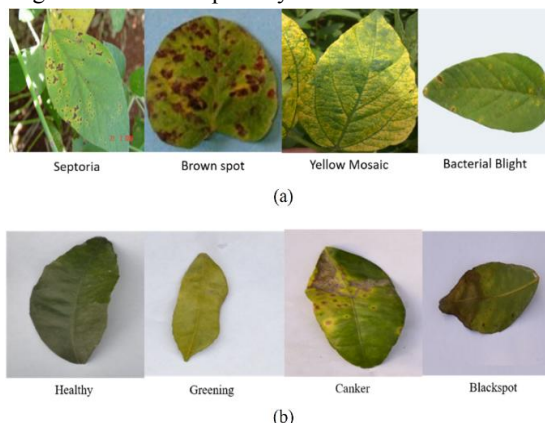 Septoria
Brown spot
Yellow Mosaic
Bacterial Blight
(a)
Healthy
Greening
Canker
Blackspot
(b)